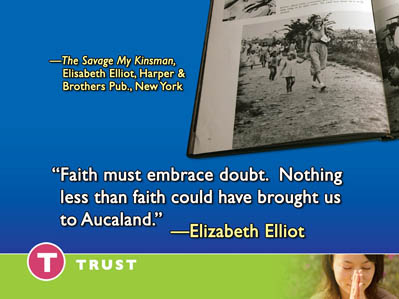 —The Savage My Kinsman,
Elisabeth Elliot, Harper &
Brothers Pub., New York
“Faith must embrace doubt.  Nothing
less than faith could have brought us
to Aucaland.”
—Elizabeth Elliot
T TRUST